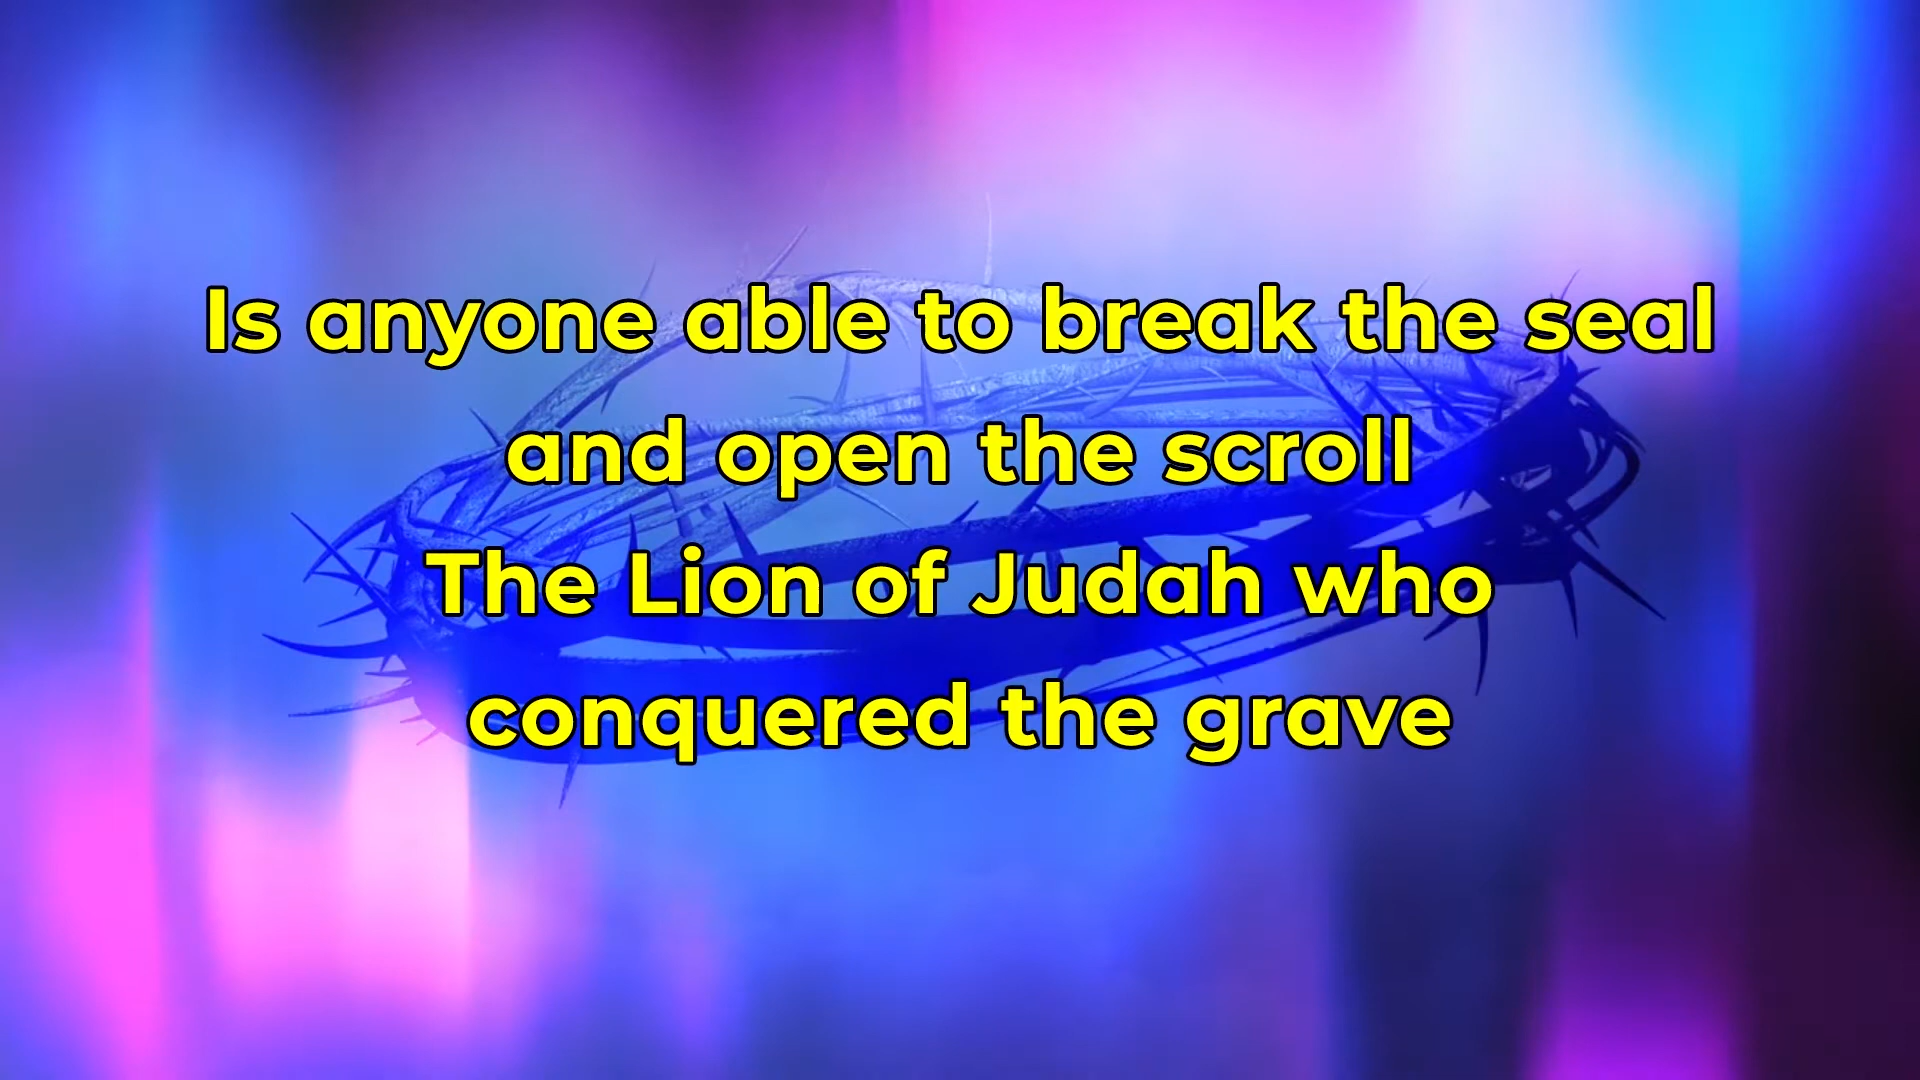 Is anyone able to break the seal
and open the scroll
The Lion of Judah who
conquered the grave